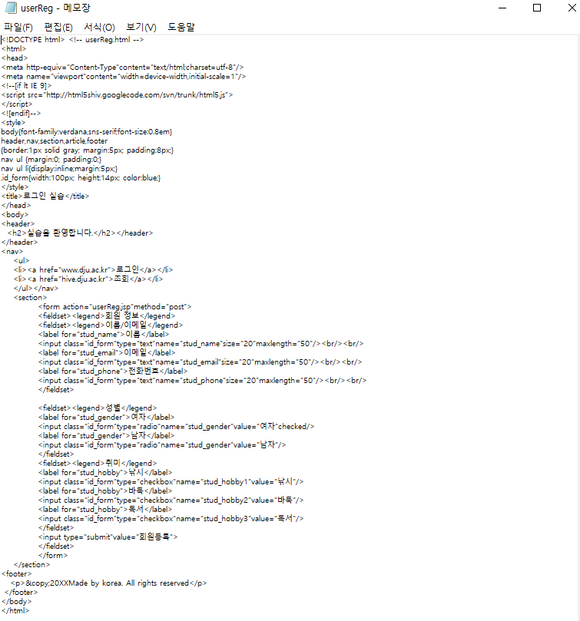 userReg - 메모장
파일(F) 편집(E) 서식(O) 보기(V) 도움말
<!DOCTYPE html> <!-- userReg.html -->
<html>
<head>
<meta http-equiv="Content-Type"content="text/html;charset=utf-8"/>
<meta name="viewport"content="width=device-width,initial-scale=1"/>
<!--[if lt IE 9]>
<script src="http://html5shiv.googlecode.com/svn/trunk/html5.js">
</script>
<![endif]-->
<style>
body{font-family:verdana,sns-serif;font-size:0.8em}
header,nav,section,article,footer
{border:1px solid gray; margin:5px; padding:8px;}
nav ul {margin:0; padding:0;}
nav ul li{display:inline;margin:5px;}
.id_form{width:100px; height:14px; color:blue;}
</style>
<title>로그인 실습</title>
</head>
<body>
<header>
<h2>실습을 환영합니다.</h2></header>
</header>
<nav>
<ul>
<li><a href="www.dju.ac.kr">로그인</a></li>
<li><a href="hive.dju.ac.kr">조회</a></li>
</ul></nav>
<section>
<form action="userReg.jsp"method="post">
<fieldset><legend>회원 정보</legend>
<fieldset><legend>이름/이메일</legend>
<label for="stud_name">이름</label>
<input class="id_form"type="text"name="stud_name"size="20"maxlength="50"/><br/><br/>
<label for="stud_email">이메일</label>
<input class="id_form"type="text"name="stud_email"size="20"maxlength="50"/><br/><br/>
<label for="stud_phone">전화번호</label>
<input class="id_form"type="text"name="stud_phone"size="20"maxlength="50"/><br/><br/>
</fieldset>
<fieldset><legend>성별</legend>
<label for="stud_gender">여자</label>
<input class="id_form"type="radio"name="stud_gender"value="여자"checked/>
<label for="stud_gender">남자</label>
<input class="id_form"type="radio"name="stud_gender"value="남자"/>
</fieldset>
<fieldset><legend>취미</legend>
<label for="stud_hobby">낚시</label>
<input class="id_form"type="checkbox"name="stud_hobby1"value="낚시"/>
<label for="stud_hobby">바둑</label>
<input class="id_form"type="checkbox"name="stud_hobby2"value="바둑"/>
<label for="stud_hobby">독서</label>
<input class="id_form"type="checkbox"name="stud_hobby3"value="독서"/>
</fieldset>
<input type="submit"value="회원등록">
</fieldset>
</form>
</section>
<footer>
<p>&copy;20XXMade by korea. All rights reserved</p>
</footer>
</body>
</html>